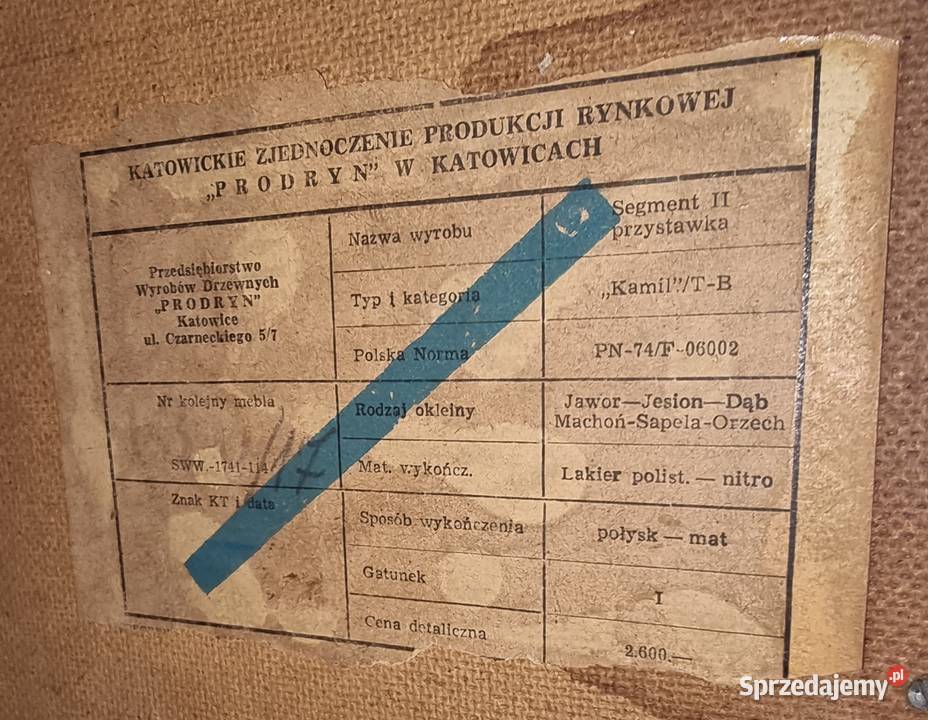 KATOWICKIE ZJEDNOCZENIE PRODUKCJI RYNKOWEJ
„PRODRYN” W KATOWICACH
Przedsiębiorstwo
Wyrobów Drzewnych
„PRODRYN”
Katowice
ul. Czarneckiego 5/7
Nr kolejny mebla
17
SWW.-1741-114
Znak KT i data
Nazwa wyrobu
Segment II
przystawka
Typ i kategoria
„Kamil”/T-B
Polska Norma
PN-74/F-06002
Rodzaj okleiny
Jawor—Jesion—Dąb
Machoń-Sapela-Orzech
Mat. wykończ.
Lakier polist. — nitro
Sposób wykończenia
połysk — mat
Gatunek
I
Cena detaliczna
2.600.—
Sprzedajemy.pl